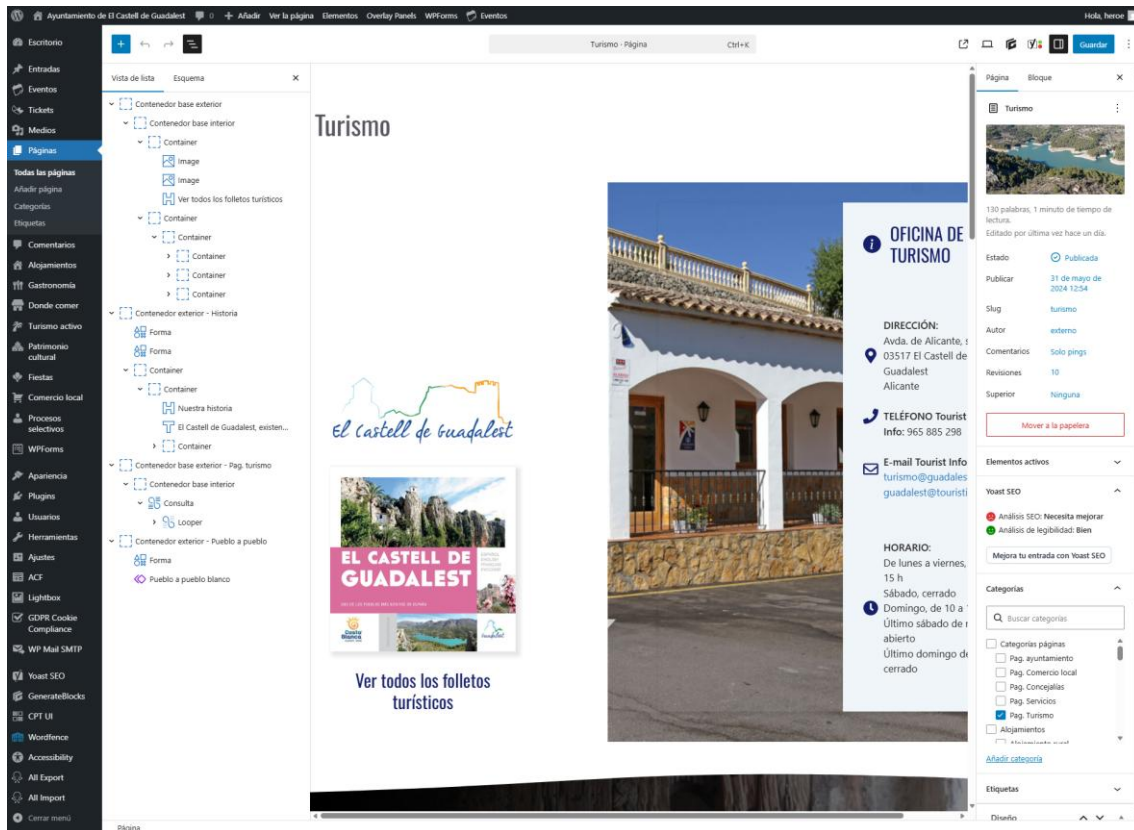 Ayuntamiento de El Castell de Guadalest
0
Añadir
Ver la página
Elementos
Overlay Panels
WPForms
Eventos
Hola, heroe
Escritorio
Entradas
Eventos
Tickets
Medios
Páginas
Todas las páginas
Añadir página
Categorías
Etiquetas
Comentarios
Alojamientos
Gastronomía
Donde comer
Turismo activo
Patrimonio
cultural
Fiestas
Comercio local
Procesos
selectivos
WPForms
Apariencia
Plugins
Usuarios
Herramientas
Ajustes
ACF
Lightbox
GDPR Cookie
Compliance
WP Mail SMTP
Yoast SEO
GenerateBlocks
CPT UI
Wordfence
Accessibility
All Export
All Import
Cerrar menú
Turismo · Página
Ctrl+K
Guardar
Vista de lista
Esquema
Contenedor base exterior
Contenedor base interior
Container
Image
Image
Ver todos los folletos turísticos
Container
Container
Container
Container
Container
Contenedor exterior - Historia
Forma
Forma
Container
Container
Nuestra historia
El Castell de Guadalest, existen...
Container
Contenedor base exterior - Pag. turismo
Contenedor base interior
Consulta
Looper
Contenedor exterior - Pueblo a pueblo
Forma
Pueblo a pueblo blanco
Página
Turismo
El Castell de Guadalest
EL CASTELL DE
GUADALEST
ESPAÑOL
ENGLISH
FRANÇAIS
Costa
Blanca
Guadalest
Ver todos los folletos
turísticos
OFICINA DE
TURISMO
DIRECCIÓN:
Avda. de Alicante,
03517 El Castell de
Guadalest
Alicante
TELÉFONO Tourist
Info: 965 885 298
E-mail Tourist Info
turismo@guadales
guadalest@touristi
HORARIO:
De lunes a viernes,
15 h
Sábado, cerrado
Domingo, de 10 a
Último sábado de
abierto
Último domingo de
cerrado
Página
Bloque
Turismo
130 palabras, 1 minuto de tiempo de
lectura.
Editado por última vez hace un día.
Estado
Publicada
Publicar
31 de mayo de
2024 12:54
Slug
turismo
Autor
externo
Comentarios
Solo pings
Revisiones
10
Superior
Ninguna
Mover a la papelera
Elementos activos
Yoast SEO
Análisis SEO: Necesita mejorar
Análisis de legibilidad: Bien
Mejora tu entrada con Yoast SEO
Categorías
Buscar categorías
Categorías páginas
Pag. ayuntamiento
Pag. Comercio local
Pag. Concejalías
Pag. Servicios
Pag. Turismo
Alojamientos
Alojamiento rural
Añadir categoría
Etiquetas
Diseño